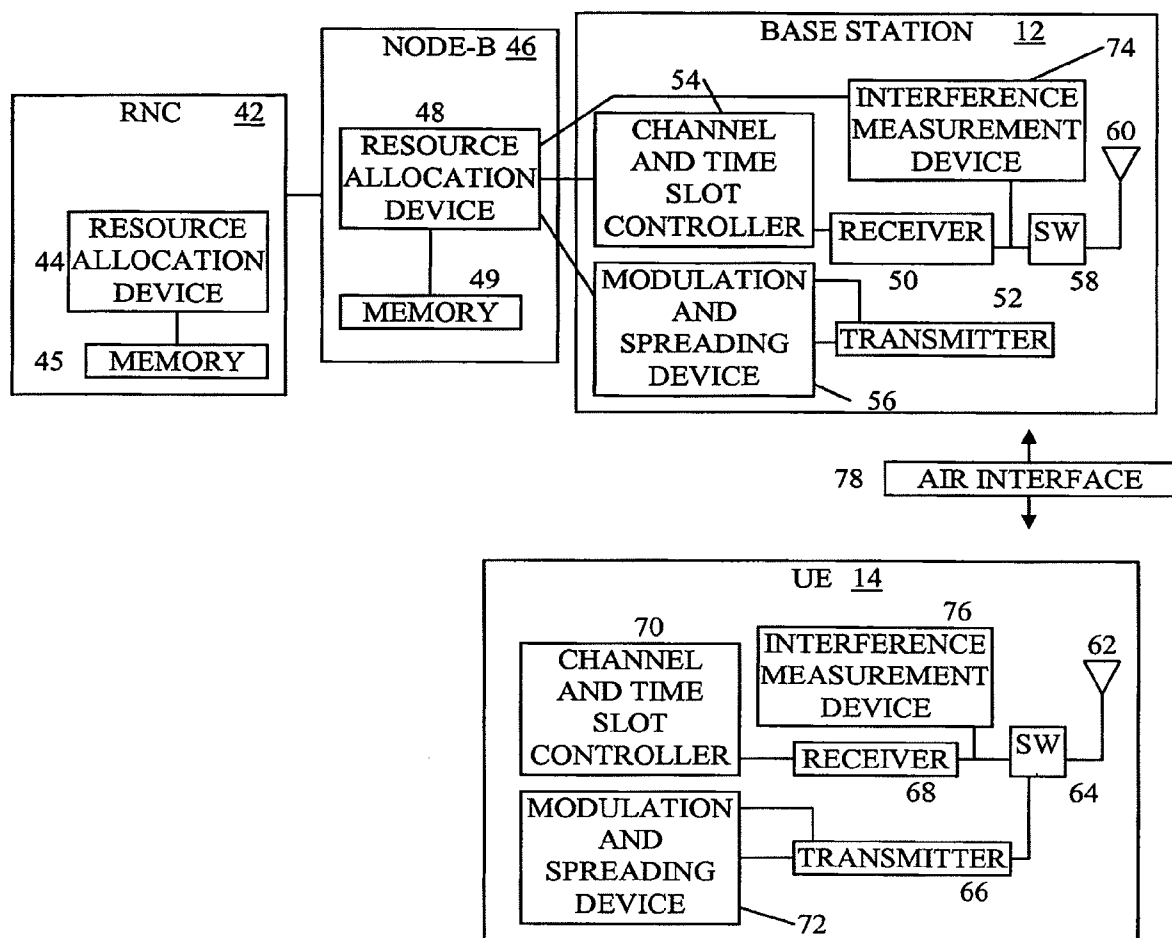 RNC 42
44
RESOURCE
ALLOCATION
DEVICE
45
MEMORY
NODE-B 46
48
RESOURCE
ALLOCATION
DEVICE
49
MEMORY
BASE STATION 12
54
CHANNEL
AND TIME
SLOT
CONTROLLER
74
INTERFERENCE
MEASUREMENT
DEVICE
60
RECEIVER
50
52
SW
58
MODULATION
AND
SPREADING
DEVICE
56
TRANSMITTER
78
AIR INTERFACE
UE 14
70
CHANNEL
AND TIME
SLOT
CONTROLLER
76
INTERFERENCE
MEASUREMENT
DEVICE
62
RECEIVER
68
SW
64
MODULATION
AND
SPREADING
DEVICE
72
TRANSMITTER
66